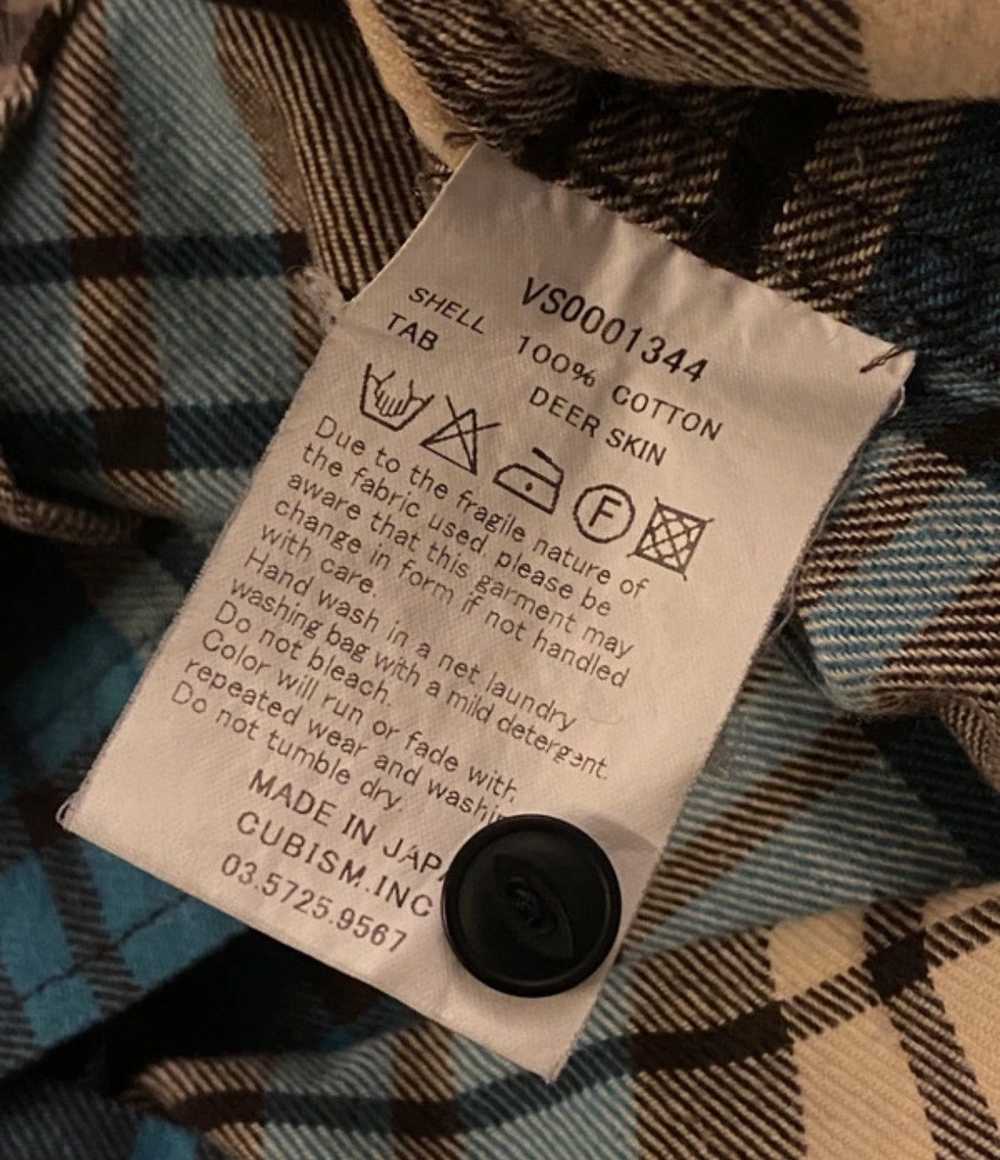 VS0001344
SHELL 100% COTTON
TAB DEER SKIN
F
Due to the fragile nature of
the fabric used, please be
aware that this garment may
change in form if not handled
with care.
Hand wash in a net laundry
washing bag with a mild detergent.
Do not bleach.
Color will run or fade with
repeated wear and
Do not tumble dry.
MADE IN
CUBISM.INC
03.5725.9567